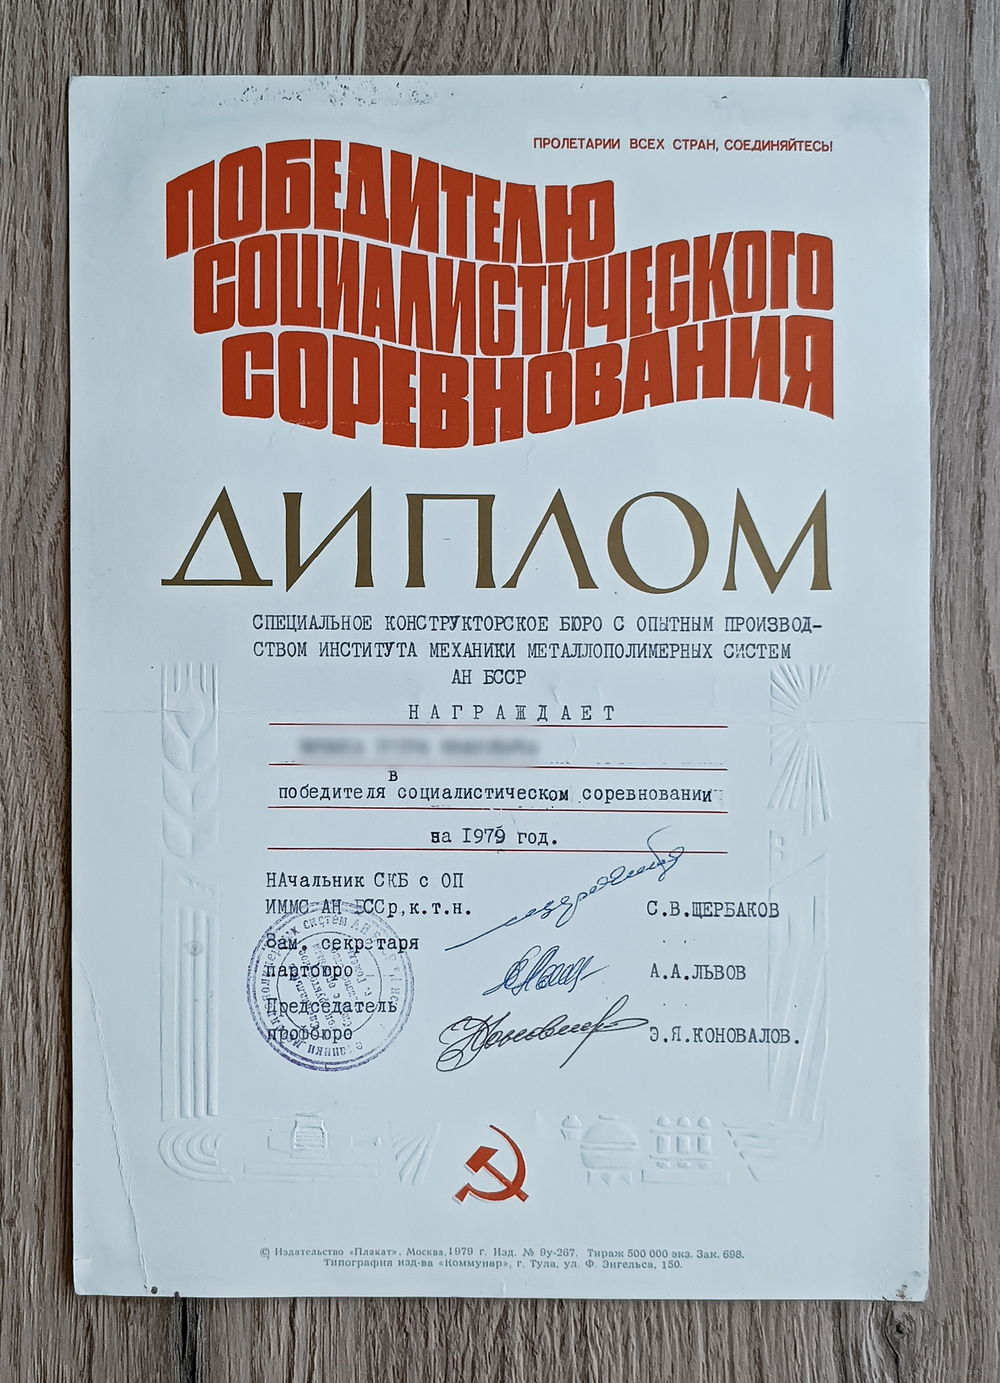 ПРОЛЕТАРИИ ВСЕХ СТРАН, СОЕДИНЯЙТЕСЬ!
ПОБЕДИТЕЛЮ
СОЦИАЛИСТИЧЕСКОГО
СОРЕВНОВАНИЯ
ДИПЛОМ
СПЕЦИАЛЬНОЕ КОНСТРУКТОРСКОЕ БЮРО С ОПЫТНЫМ ПРОИЗВОД-
СТВОМ ИНСТИТУТА МЕХАНИКИ МЕТАЛЛОПОЛИМЕРНЫХ СИСТЕМ
АН БССР
НАГРАЖДАЕТ
в
победителя социалистическом соревновании
на 1979 год.
НАчальник СКБ с ОП
ИММС АН БССр, к.т.н.
С.В.ЩЕРБАКОВ
Зам. секретаря
партбюро
А.А.ЛЬВОВ
Председатель
профбюро
Э.Я.КОНОВАЛОВ.
© Издательство «Плакат», Москва, 1979 г. Изд. № 9у-267. Тираж 500 000 экз. Зак. 698.
Типография изд-ва «Коммунар», г. Тула, ул. Ф. Энгельса, 150.